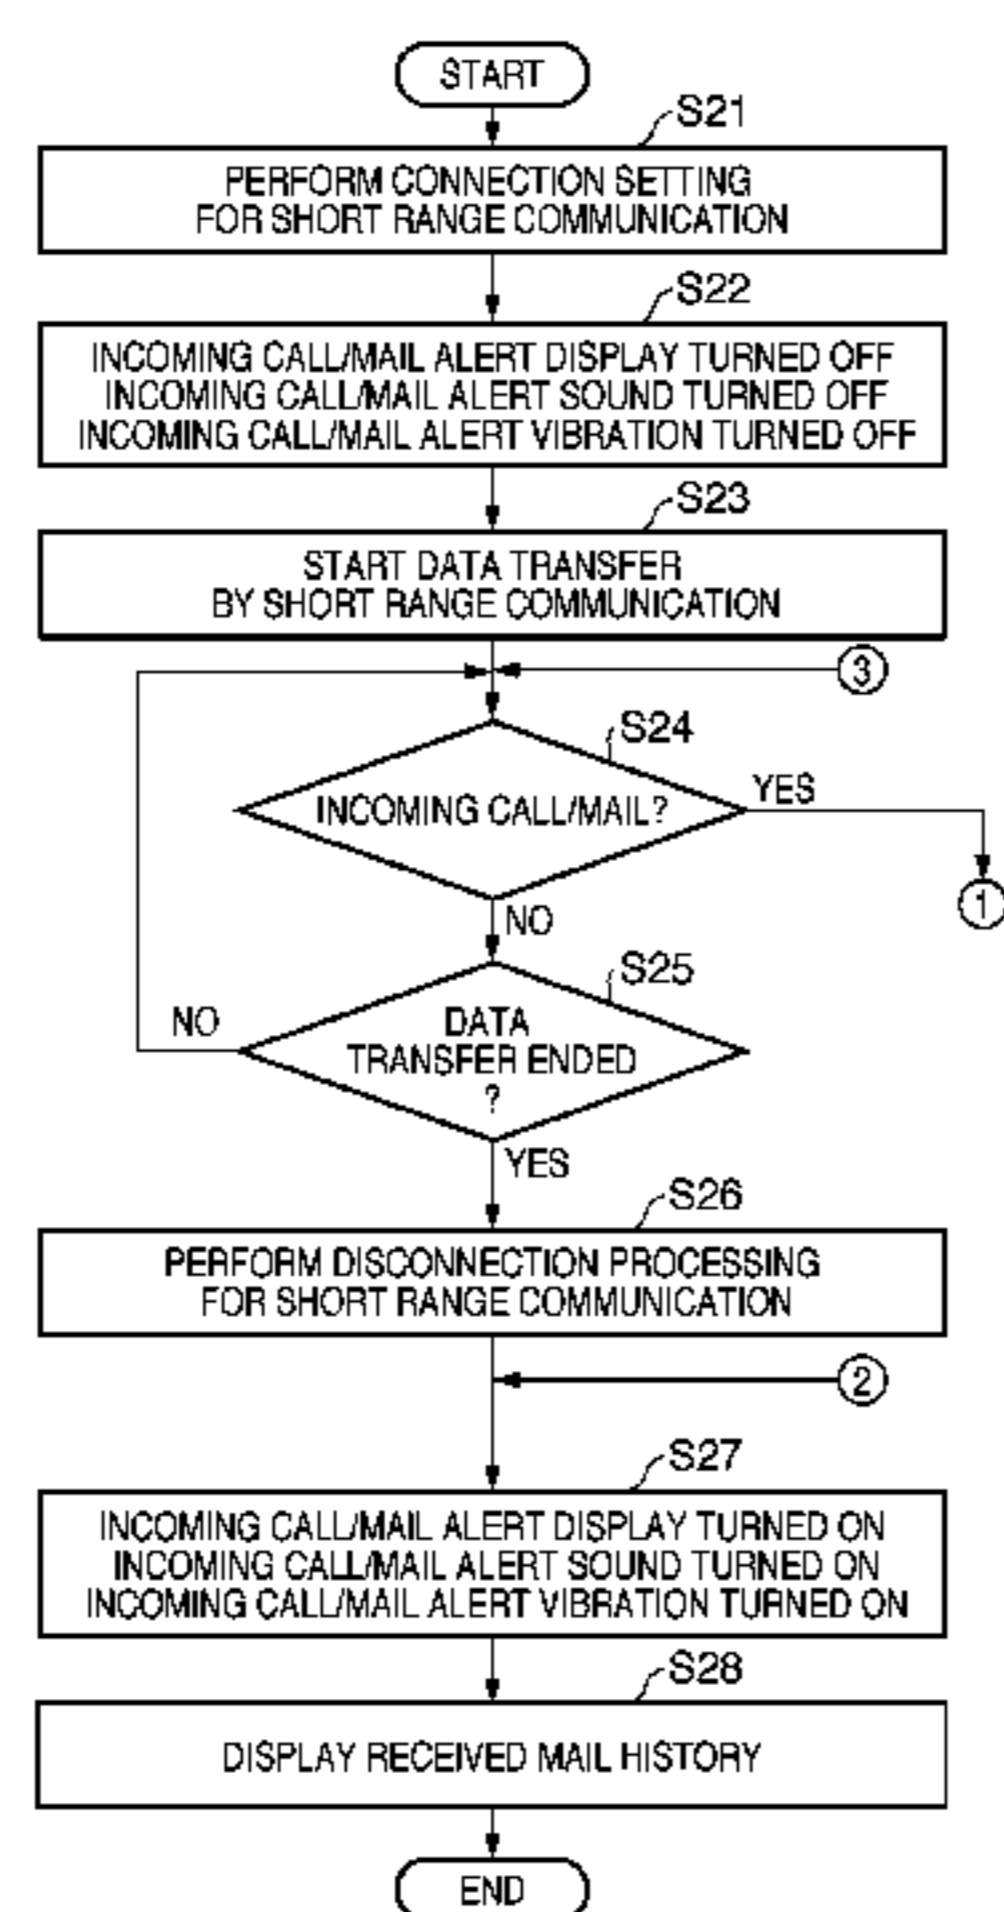 START
S21
PERFORM CONNECTION SETTING
FOR SHORT RANGE COMMUNICATION
S22
INCOMING CALL/MAIL ALERT DISPLAY TURNED OFF
INCOMING CALL/MAIL ALERT SOUND TURNED OFF
INCOMING CALL/MAIL ALERT VIBRATION TURNED OFF
S23
START DATA TRANSFER
BY SHORT RANGE COMMUNICATION
3
S24
INCOMING CALL/MAIL?
YES
1
NO
S25
DATA
TRANSFER ENDED
?
NO
YES
S26
PERFORM DISCONNECTION PROCESSING
FOR SHORT RANGE COMMUNICATION
2
S27
INCOMING CALL/MAIL ALERT DISPLAY TURNED ON
INCOMING CALL/MAIL ALERT SOUND TURNED ON
INCOMING CALL/MAIL ALERT VIBRATION TURNED ON
S28
DISPLAY RECEIVED MAIL HISTORY
END